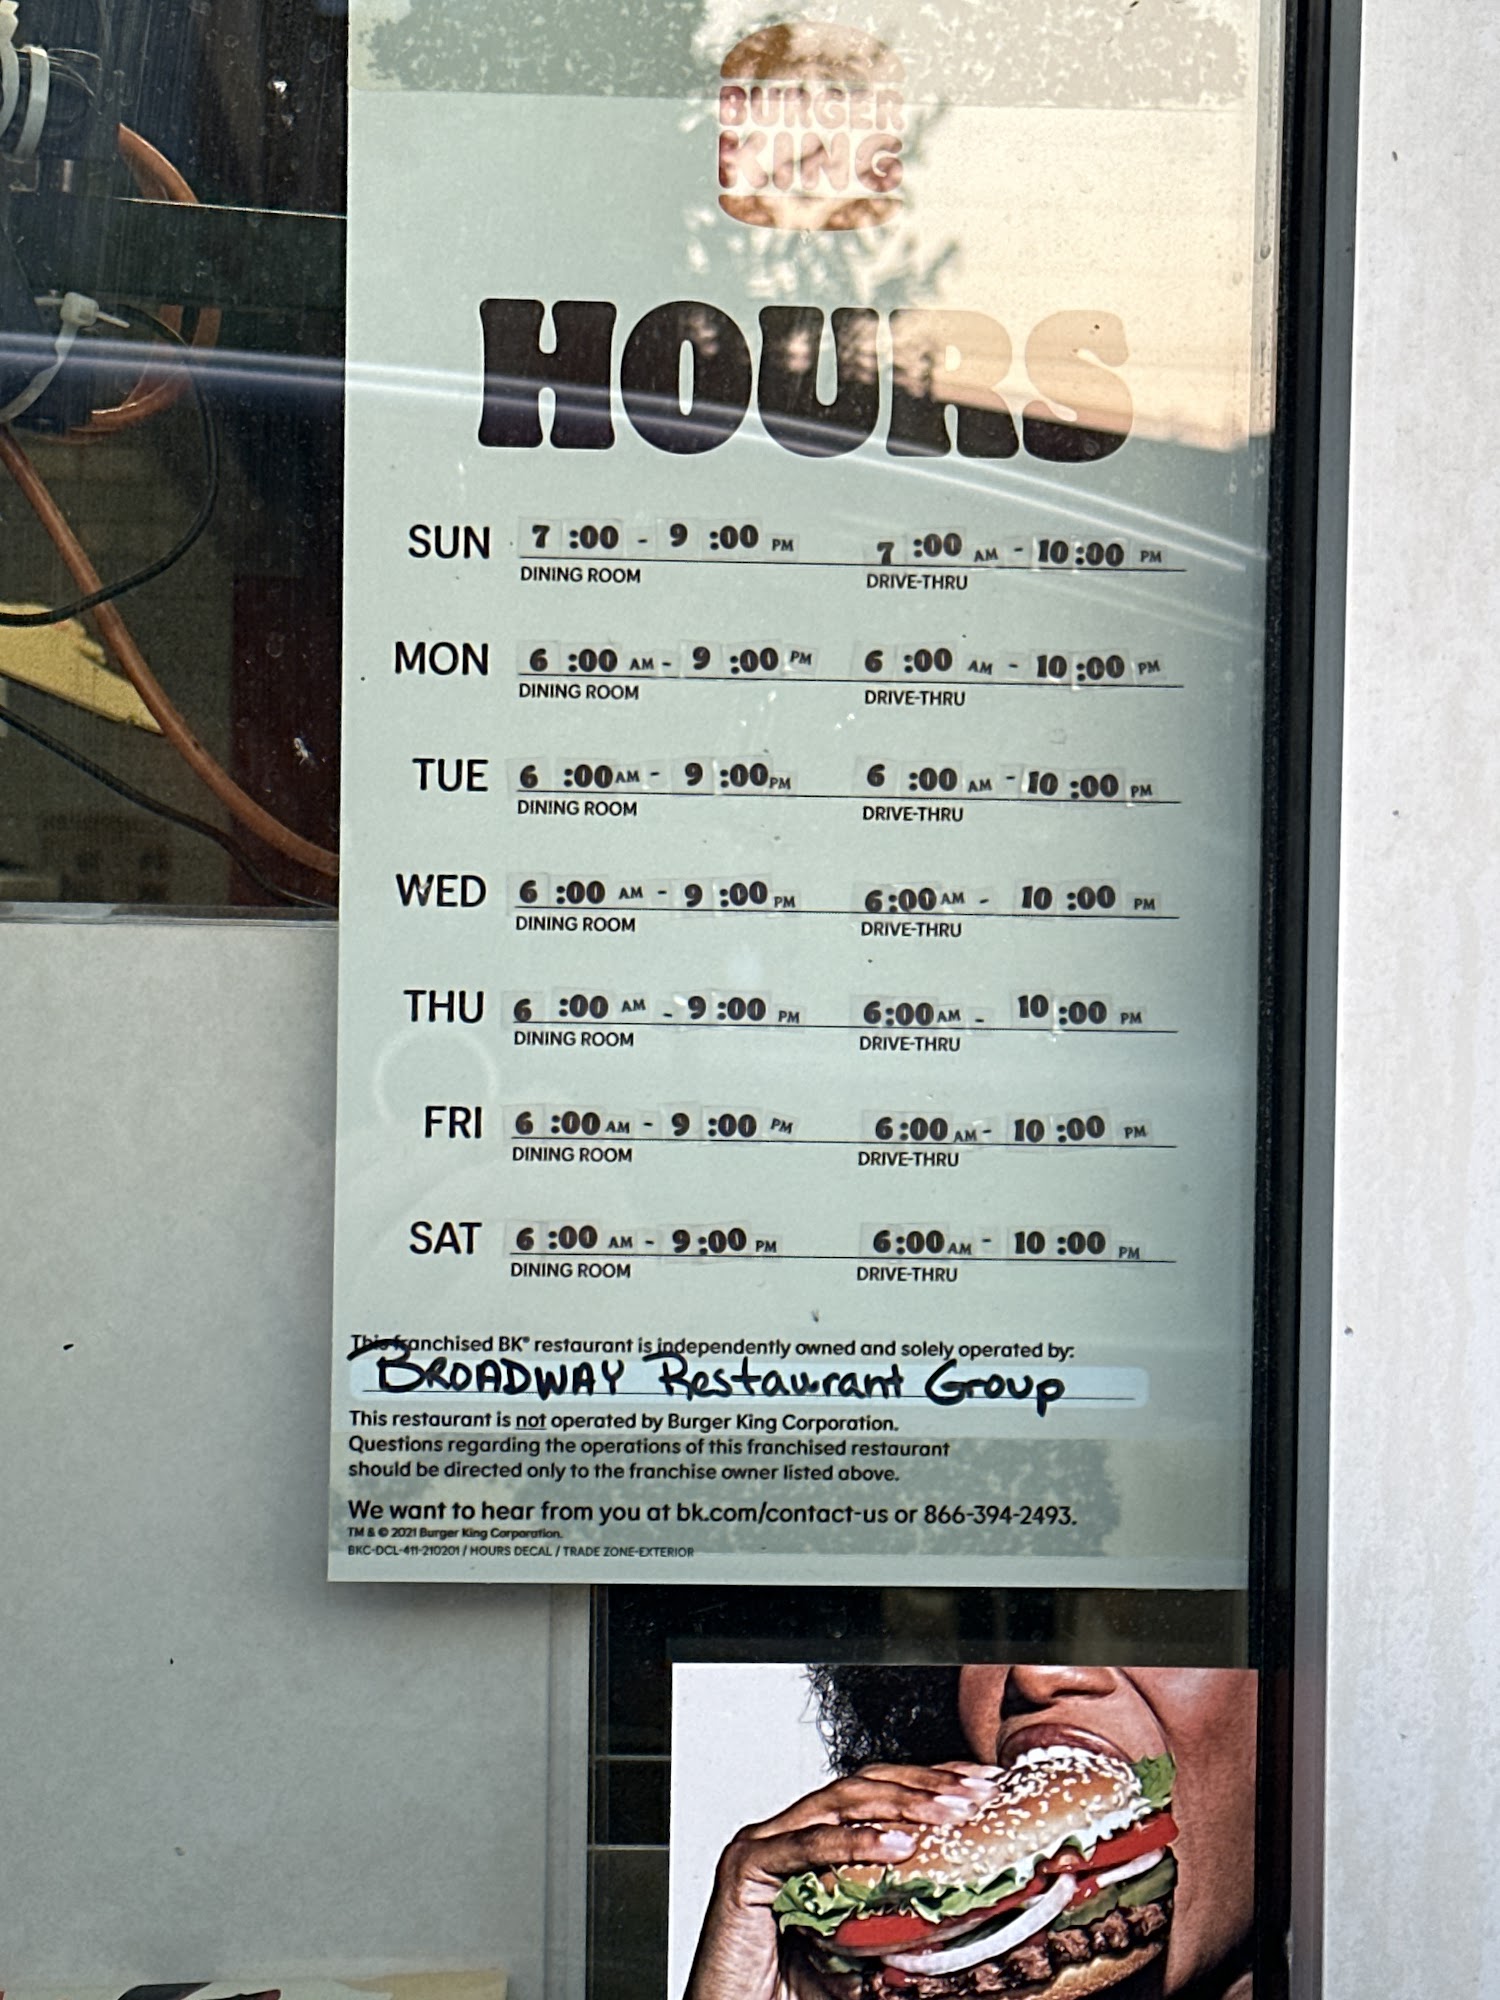 BURGER
KING
HOURS
SUN 7 :00 - 9 :00 PM 7 :00 AM - 10:00 PM
DINING ROOM DRIVE-THRU
MON 6 :00 AM - 9 :00 PM 6 :00 AM - 10:00 PM
DINING ROOM DRIVE-THRU
TUE 6 :00 AM - 9 :00 PM 6 :00 AM - 10 :00 PM
DINING ROOM DRIVE-THRU
WED 6 :00 AM - 9 :00 PM 6:00 AM - 10 :00 PM
DINING ROOM DRIVE-THRU
THU 6 :00 AM - 9 :00 PM 6:00 AM - 10 :00 PM
DINING ROOM DRIVE-THRU
FRI 6 :00 AM - 9 :00 PM 6:00 AM - 10 :00 PM
DINING ROOM DRIVE-THRU
SAT 6 :00 AM - 9:00 PM 6:00 AM - 10 :00 PM
DINING ROOM DRIVE-THRU
This franchised BK® restaurant is independently owned and solely operated by:
BROADWAY Restaurant Group
This restaurant is not operated by Burger King Corporation.
Questions regarding the operations of this franchised restaurant
should be directed only to the franchise owner listed above.
We want to hear from you at bk.com/contact-us or 866-394-2493.
TM & © 2021 Burger King Corporation.
BKC-DCL-411-210201 / HOURS DECAL / TRADE ZONE-EXTERIOR